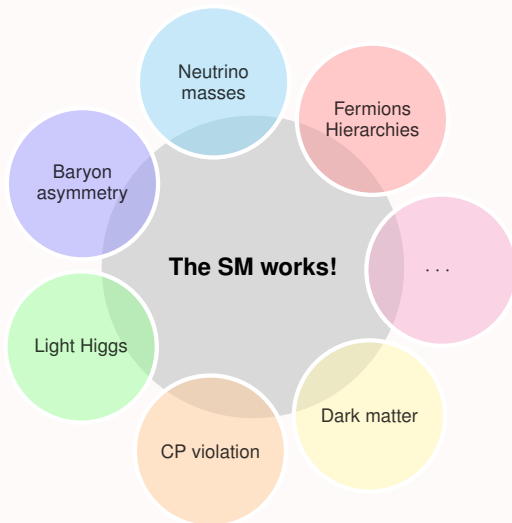 Neutrino
masses
Fermions
Hierarchies
Baryon
asymmetry
The SM works!
. . .
Light Higgs
Dark matter
CP violation